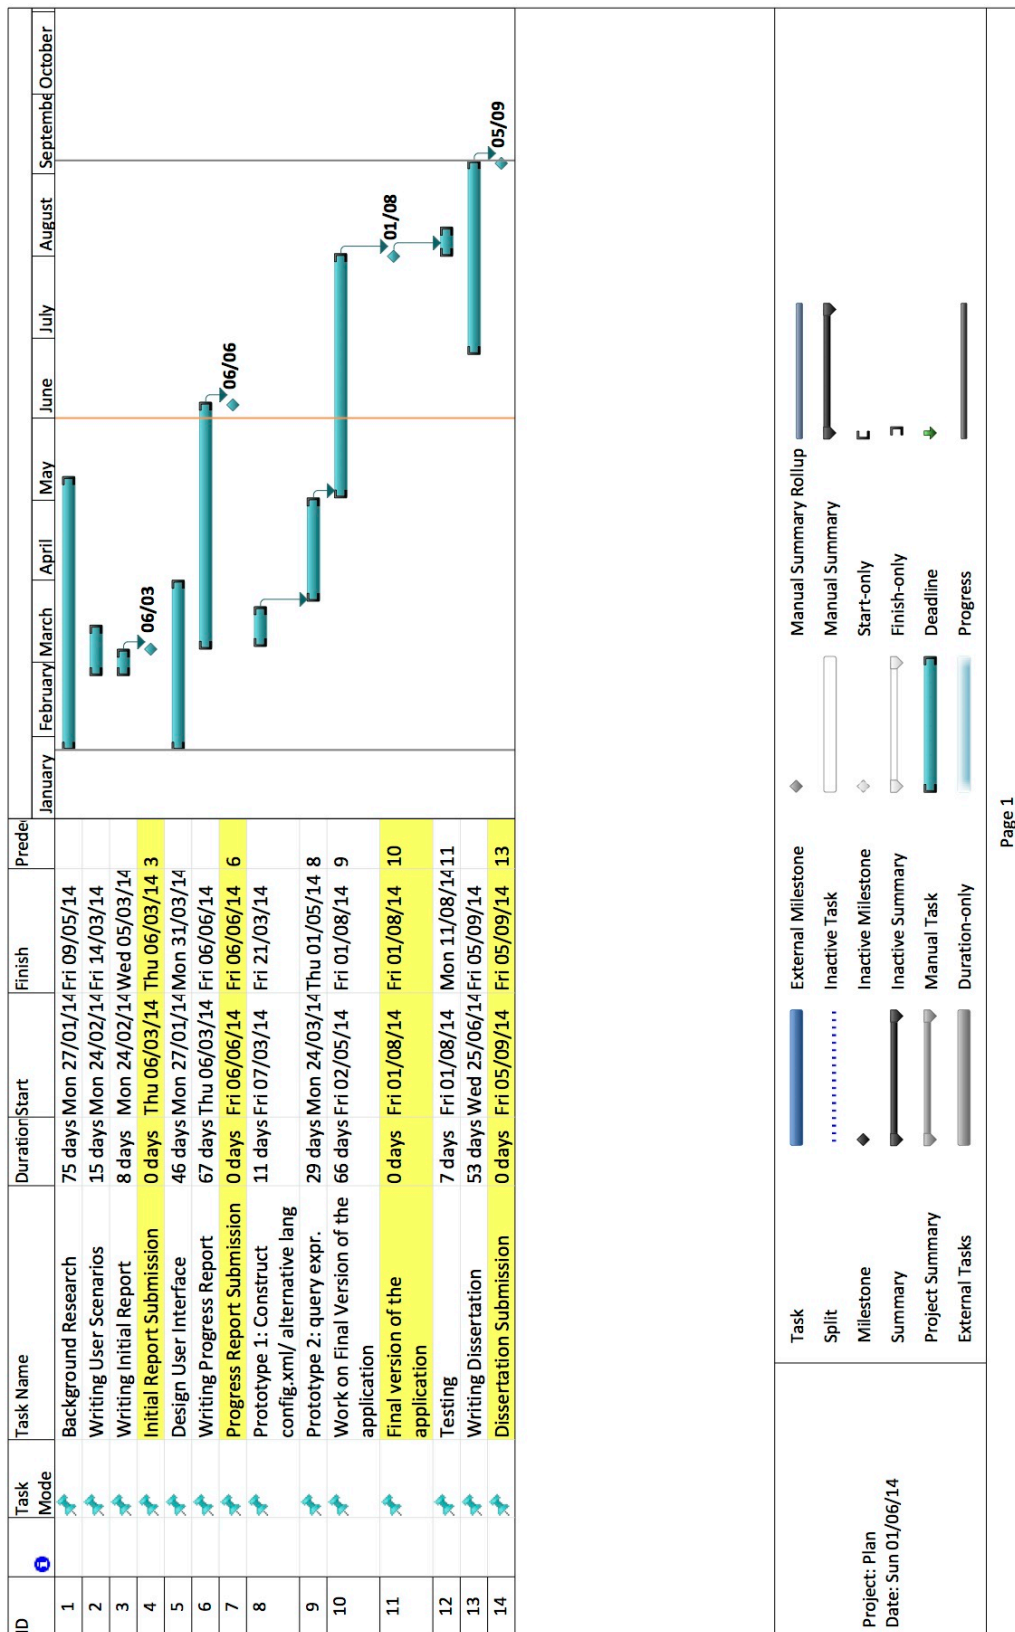 ID Task Mode Task Name Duration Start Finish Prede January February March April May June July August Septembe October
1 Background Research 75 days Mon 27/01/14 Fri 09/05/14
2 Writing User Scenarios 15 days Mon 24/02/14 Fri 14/03/14
3 Writing Initial Report 8 days Mon 24/02/14 Wed 05/03/14
4 Initial Report Submission 0 days Thu 06/03/14 Thu 06/03/14 3 06/03
5 Design User Interface 46 days Mon 27/01/14 Mon 31/03/14
6 Writing Progress Report 67 days Thu 06/03/14 Fri 06/06/14
7 Progress Report Submission 0 days Fri 06/06/14 Fri 06/06/14 6 06/06
8 Prototype 1: Construct 11 days Fri 07/03/14 Fri 21/03/14
config.xml/ alternative lang
9 Prototype 2: query expr. 29 days Mon 24/03/14 Thu 01/05/14 8
10 Work on Final Version of the 66 days Fri 02/05/14 Fri 01/08/14 9
application
11 Final version of the 0 days Fri 01/08/14 Fri 01/08/14 10 01/08
application
12 Testing 7 days Fri 01/08/14 Mon 11/08/14 11
13 Writing Dissertation 53 days Wed 25/06/14 Fri 05/09/14
14 Dissertation Submission 0 days Fri 05/09/14 Fri 05/09/14 13 05/09
Project: Plan
Date: Sun 01/06/14
Task External Milestone Manual Summary Rollup
Split Inactive Task Manual Summary
Milestone Inactive Milestone Start-only
Summary Inactive Summary Finish-only
Project Summary Manual Task Deadline
External Tasks Duration-only Progress
Page 1